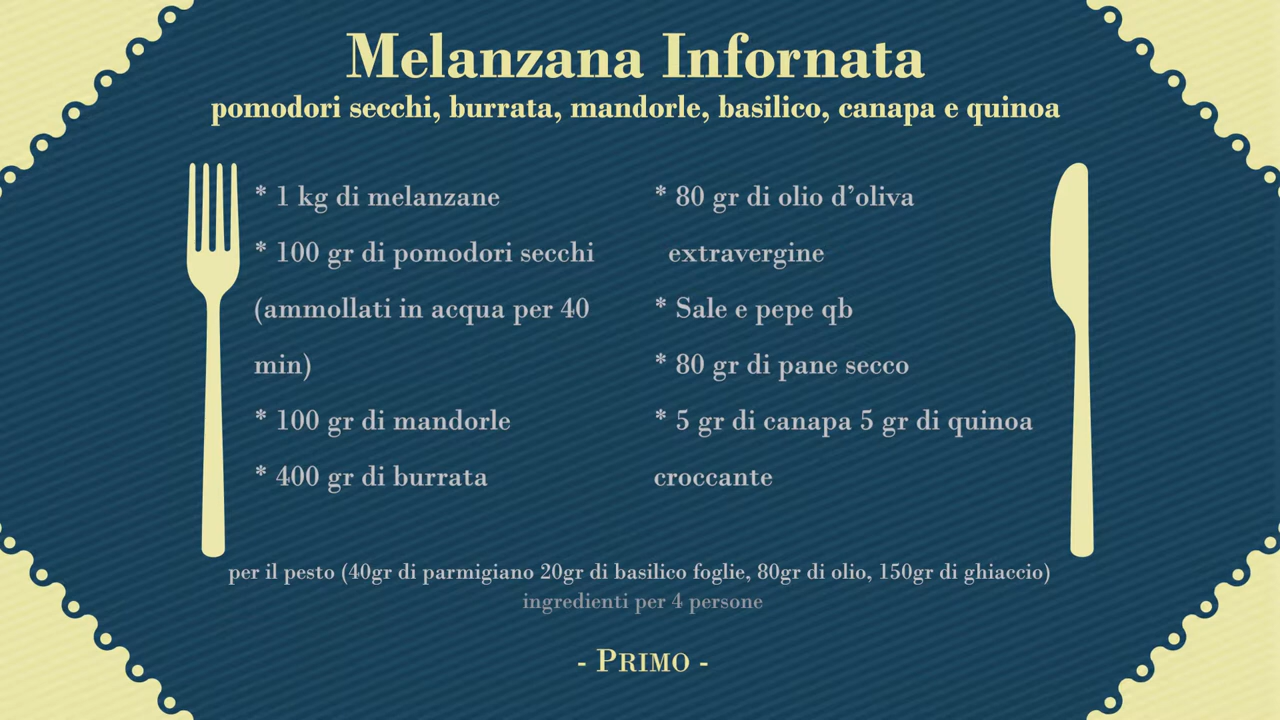 Melanzana Infornata
pomodori secchi, burrata, mandorle, basilico, canapa e quinoa
* 1 kg di melanzane
* 100 gr di pomodori secchi
(ammollati in acqua per 40
min)
* 100 gr di mandorle
* 400 gr di burrata
* 80 gr di olio d’oliva
extravergine
* Sale e pepe qb
* 80 gr di pane secco
* 5 gr di canapa 5 gr di quinoa
croccante
per il pesto (40gr di parmigiano 20gr di basilico foglie, 80gr di olio, 150gr di ghiaccio)
ingredienti per 4 persone
- PRIMO -